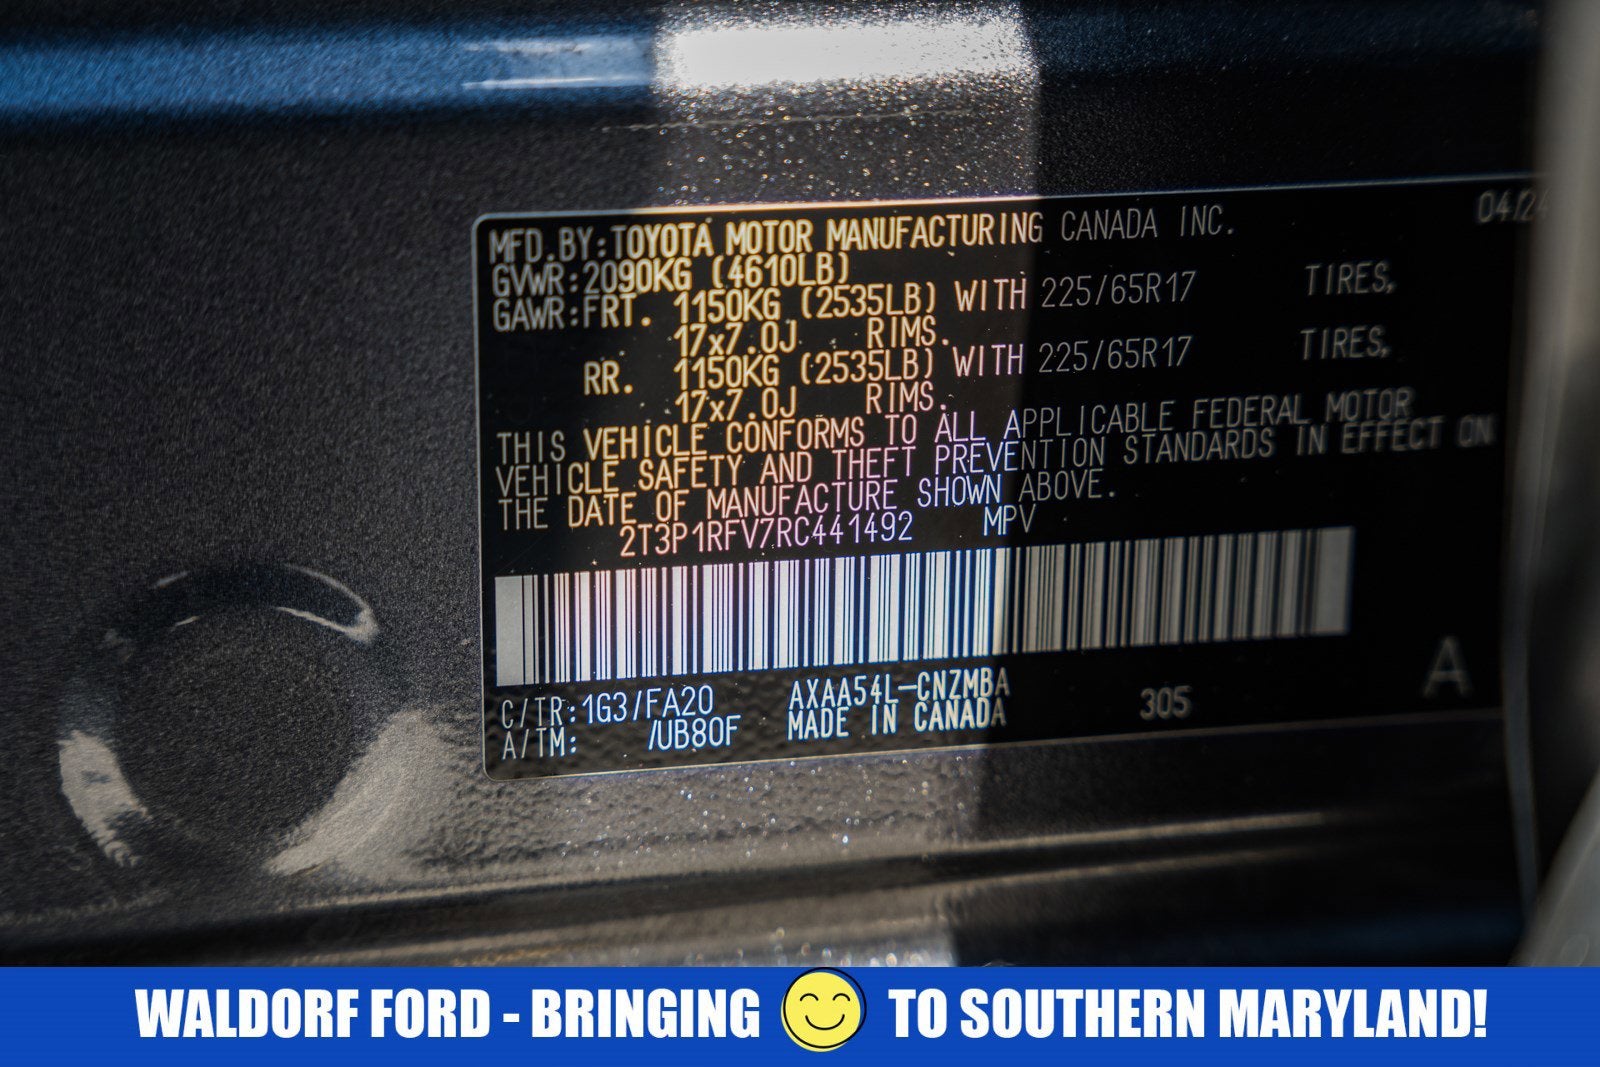 MFD.BY:TOYOTA MOTOR MANUFACTURING CANADA INC. 04/24
GVWR:2090KG (4610LB)
GAWR:FRT. 1150KG (2535LB) WITH 225/65R17 TIRES,
17x7.0J RIMS.
RR. 1150KG (2535LB) WITH 225/65R17 TIRES,
17x7.0J RIMS.
THIS VEHICLE CONFORMS TO ALL APPLICABLE FEDERAL MOTOR
VEHICLE SAFETY AND THEFT PREVENTION STANDARDS IN EFFECT ON
THE DATE OF MANUFACTURE SHOWN ABOVE.
2T3P1RFV7RC441492 MPV
C/TR:1G3/FA20 AXAA54L-CNZMBA 305 A
A/TM: /UB80F MADE IN CANADA
WALDORF FORD - BRINGING TO SOUTHERN MARYLAND!